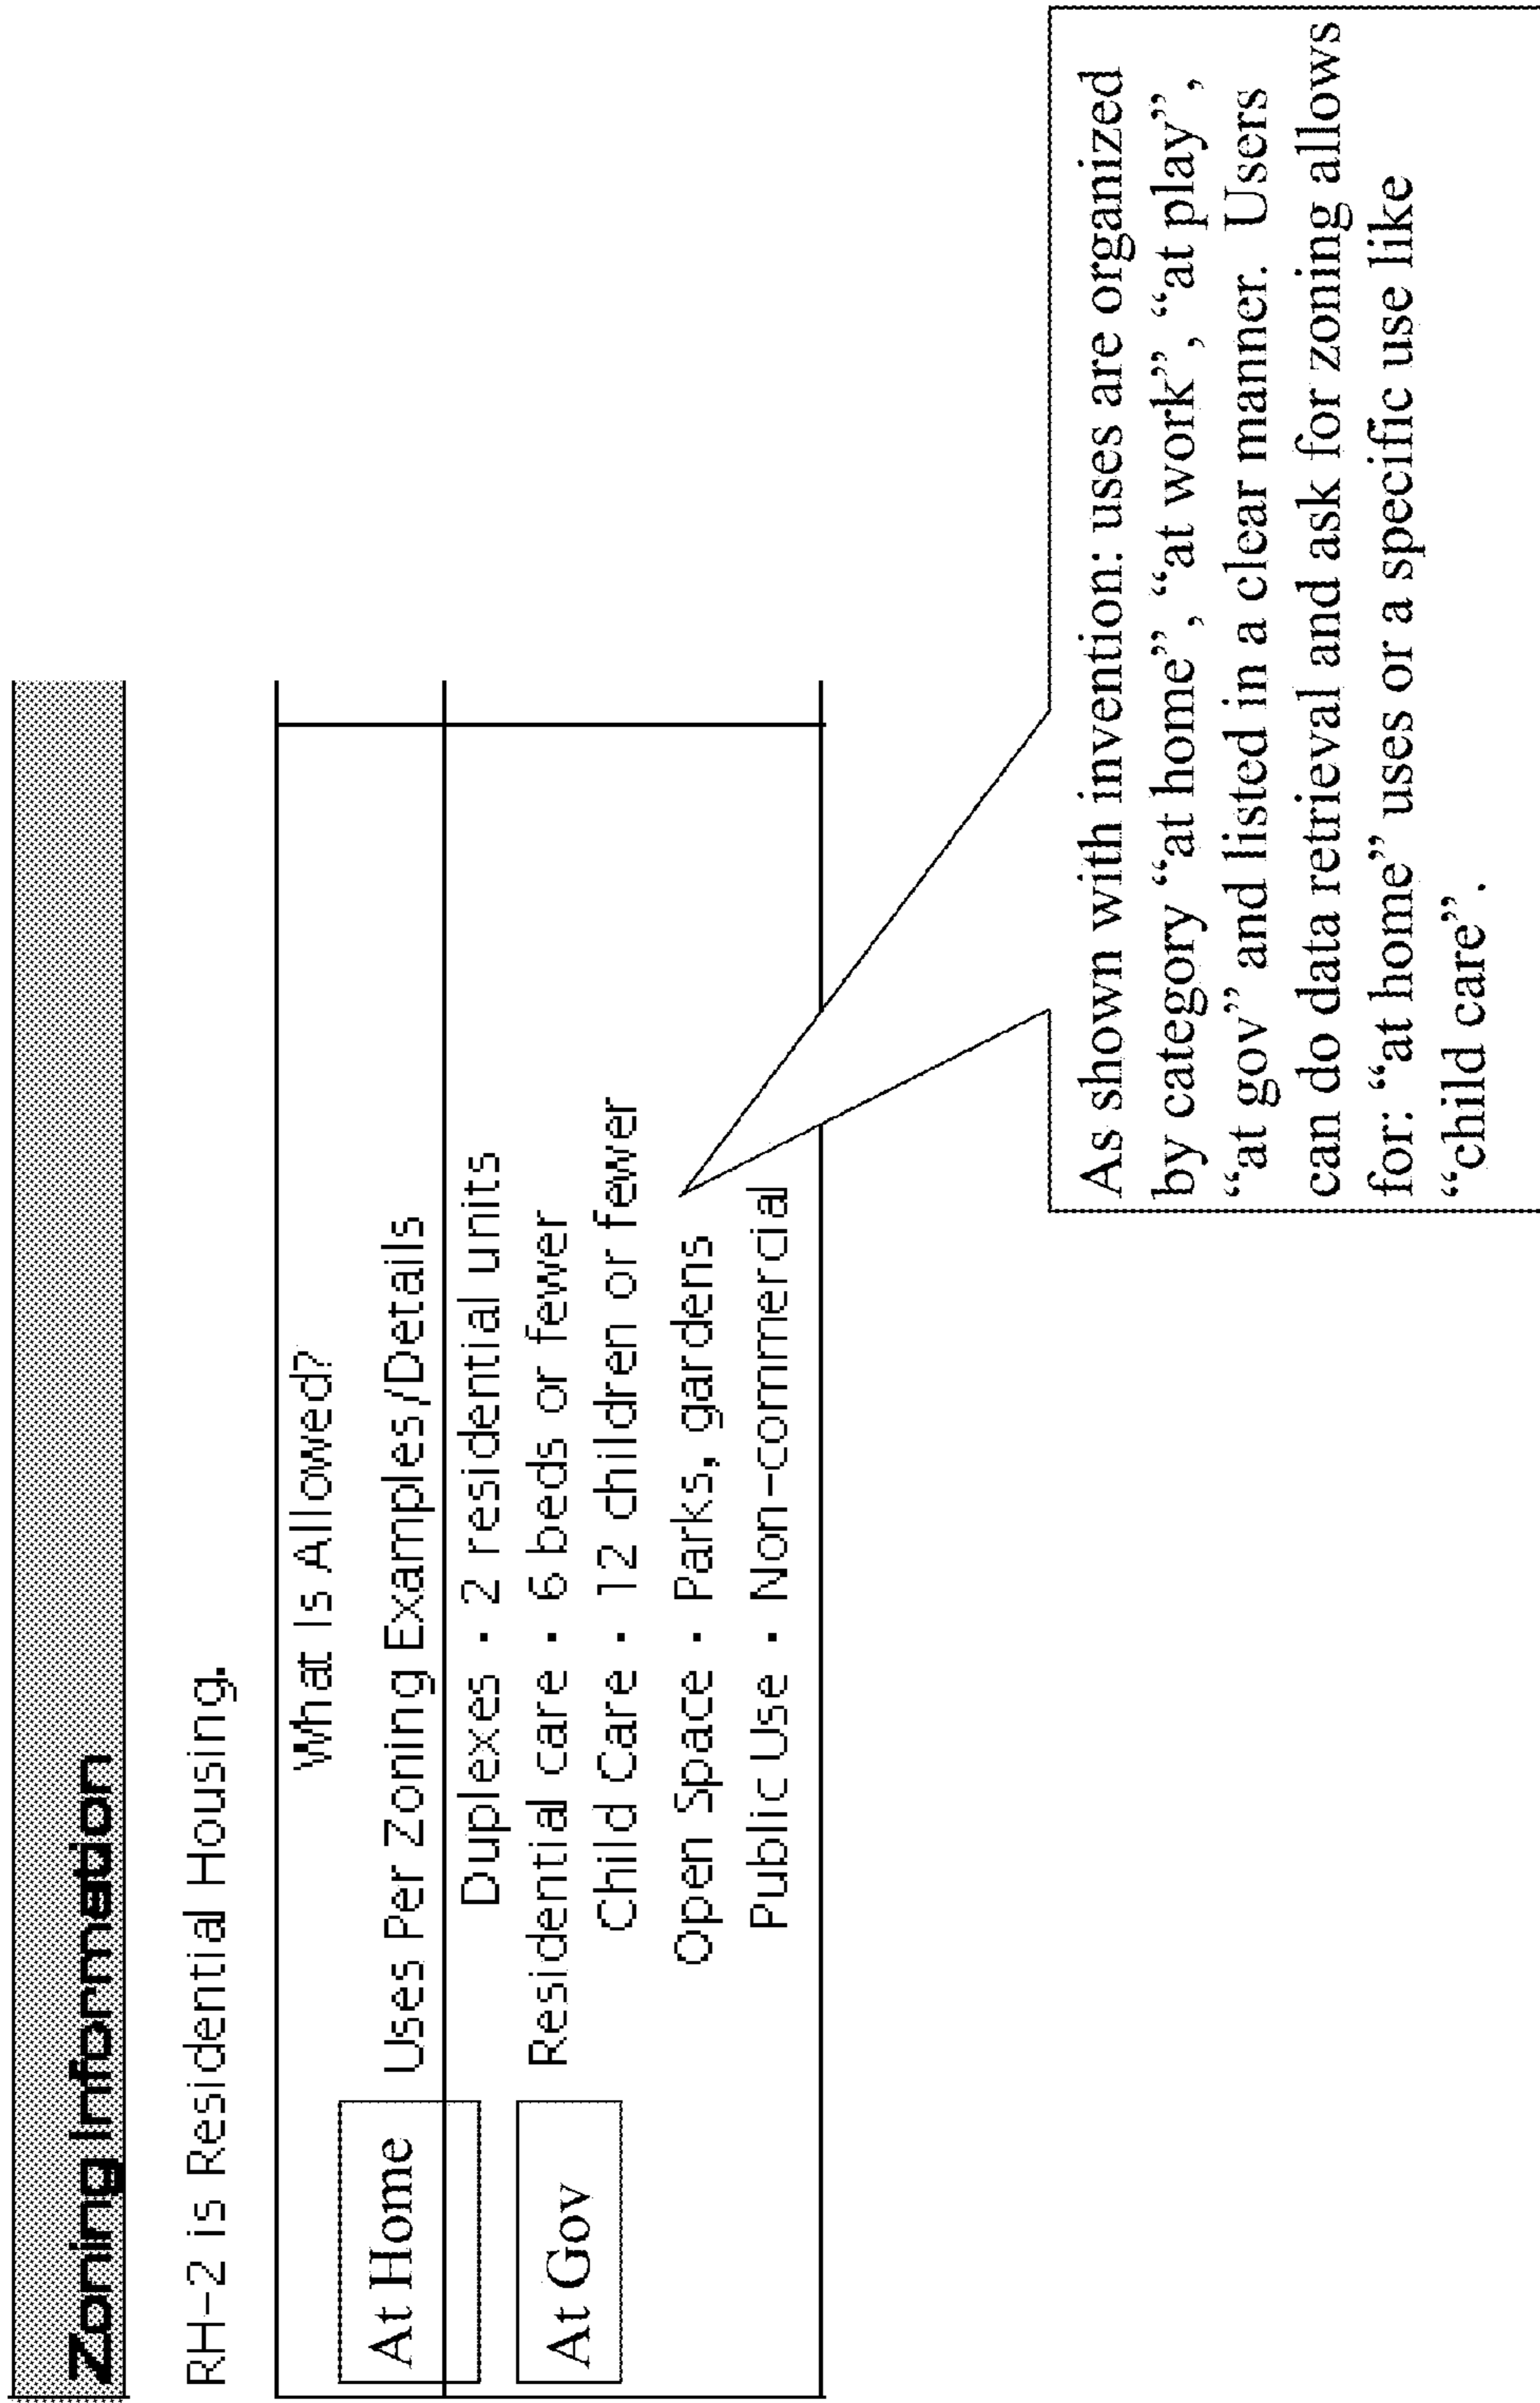 Zoning Information
RH-2 is Residential Housing.
What Is Allowed?
At Home
Uses Per Zoning Examples/Details
Duplexes · 2 residential units
At Gov
Residential care · 6 beds or fewer
Child Care · 12 children or fewer
Open Space · Parks, gardens
Public Use · Non-commercial
As shown with invention: uses are organized
by category “at home”, “at work”, “at play”,
“at gov” and listed in a clear manner. Users
can do data retrieval and ask for zoning allows
for: “at home” uses or a specific use like
“child care”.